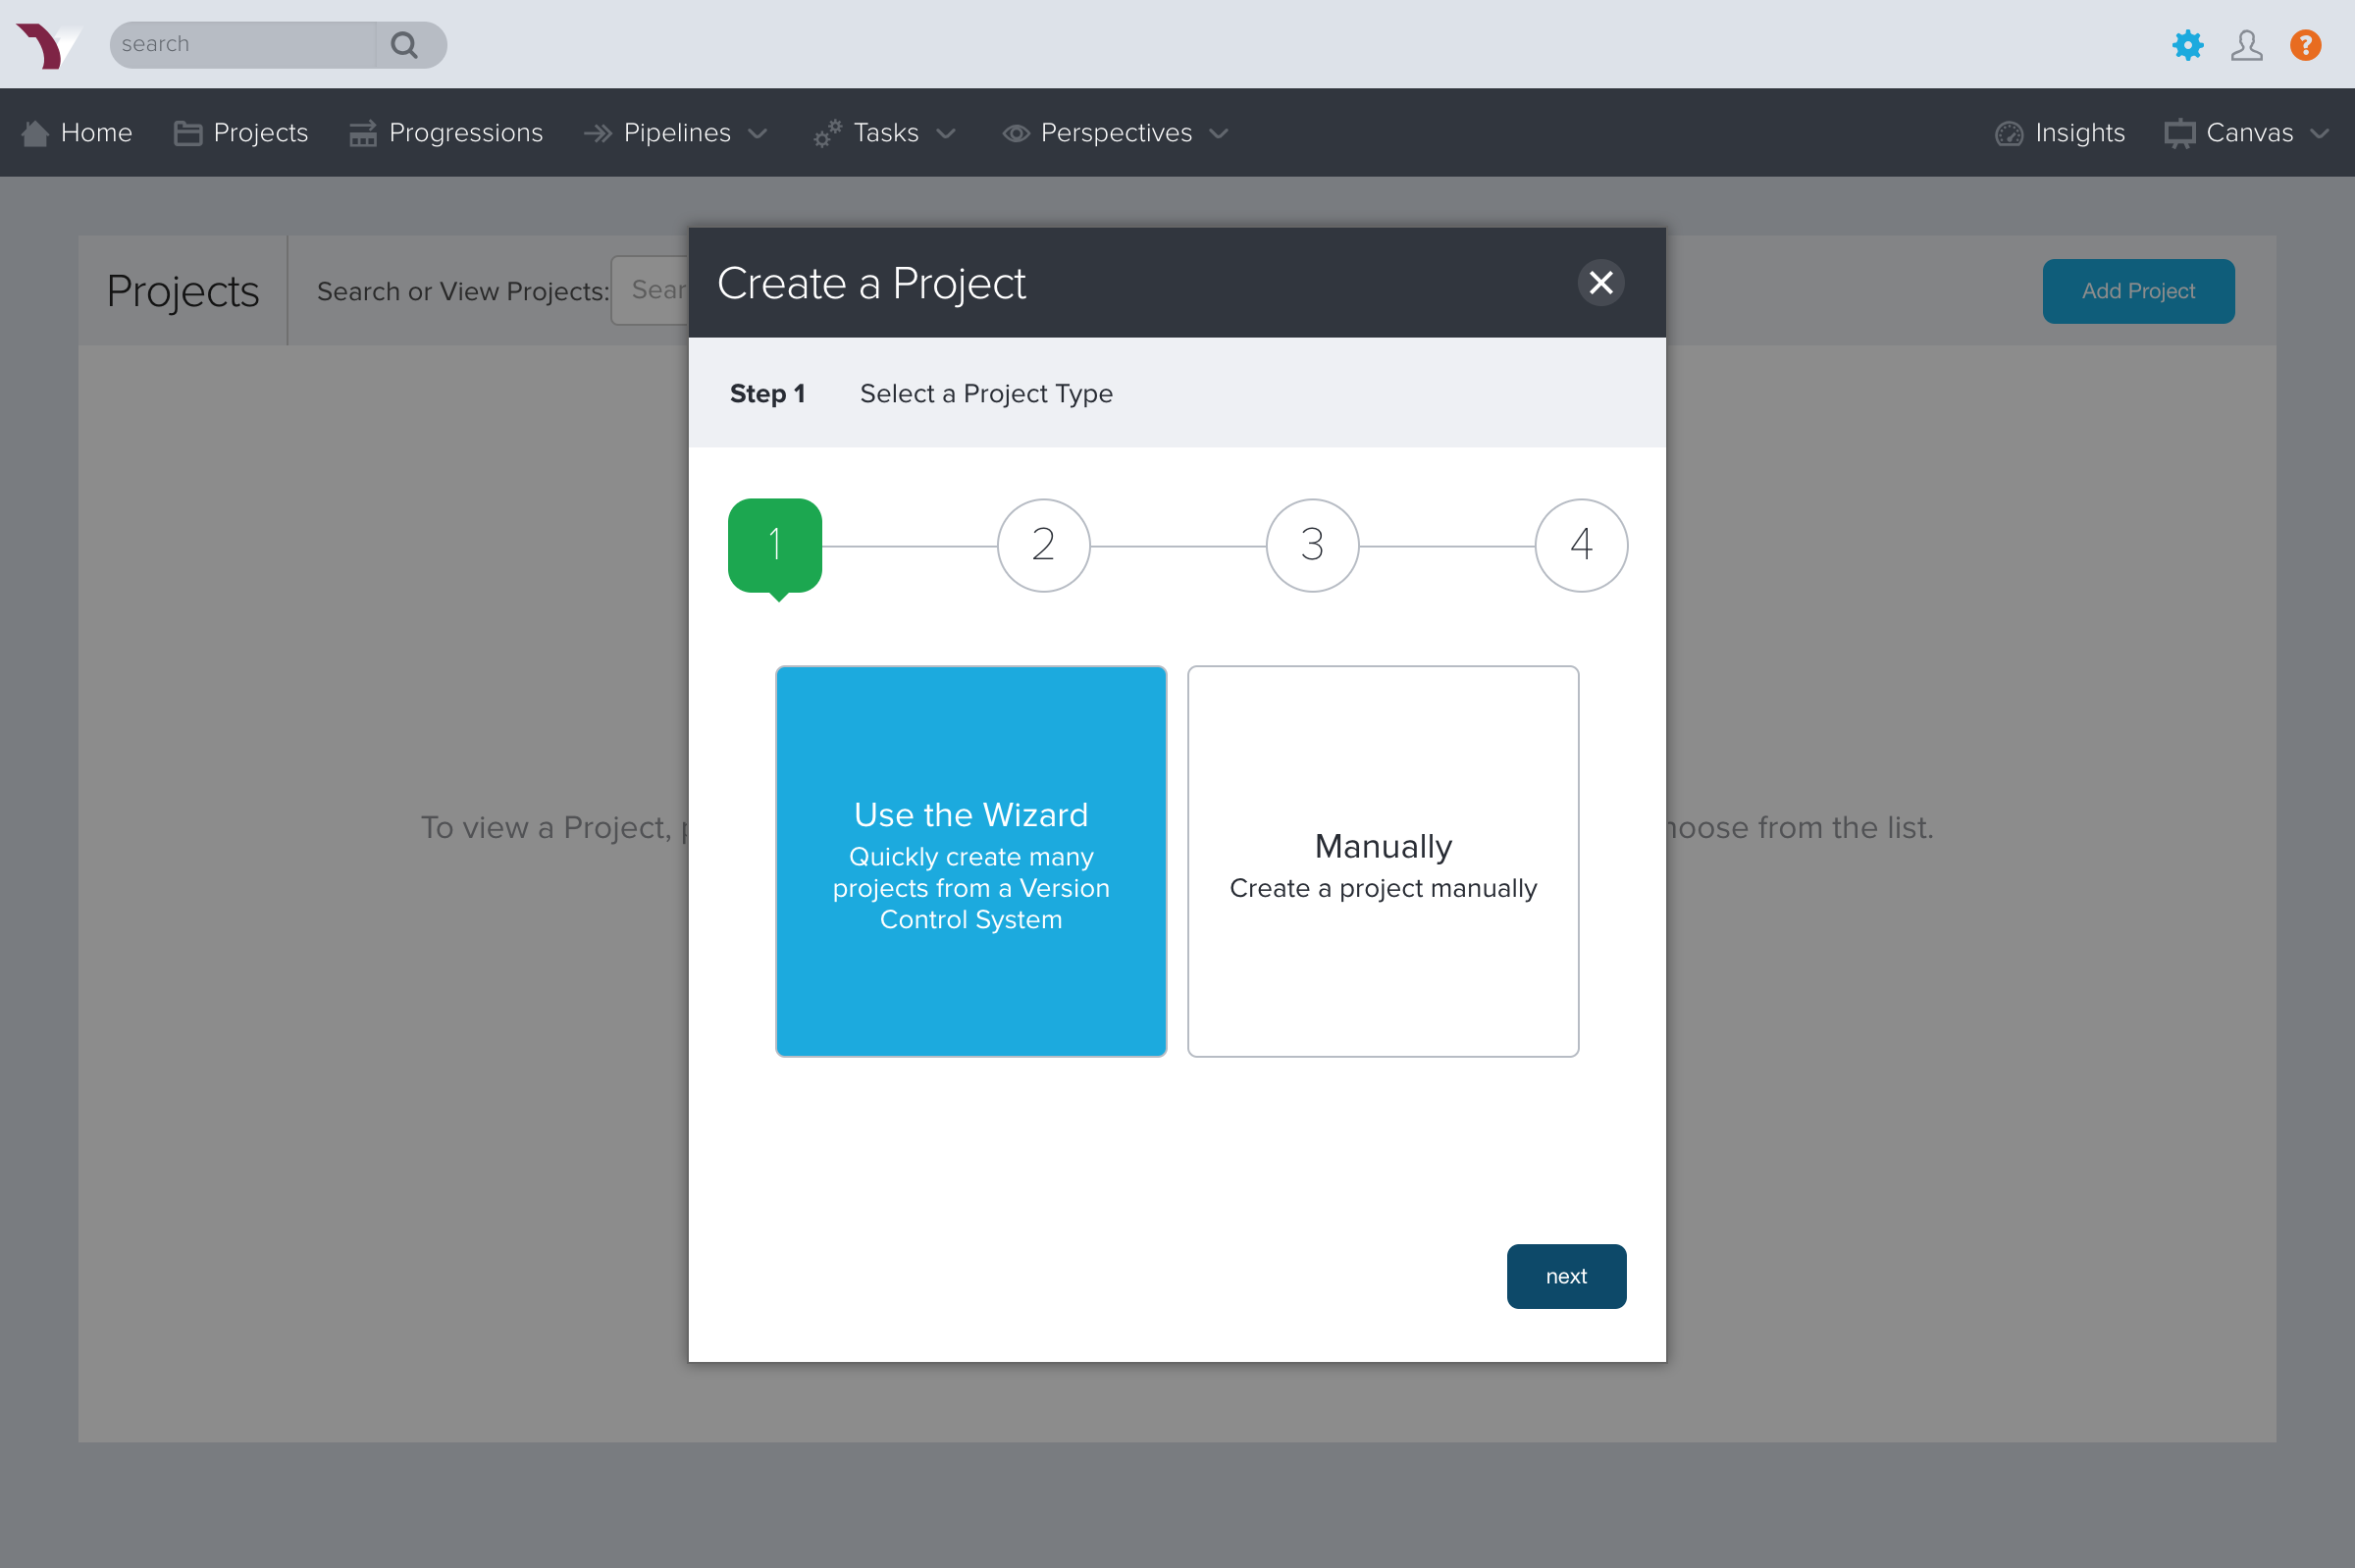 search
?
Home Projects Progressions Pipelines Tasks Perspectives Insights Canvas
Projects Search or View Projects: Sear Add Project
Create a Project
Step 1 Select a Project Type
1 2 3 4
Use the Wizard
Quickly create many
projects from a Version
Control System
Manually
Create a project manually
To view a Project,
hoose from the list.
next